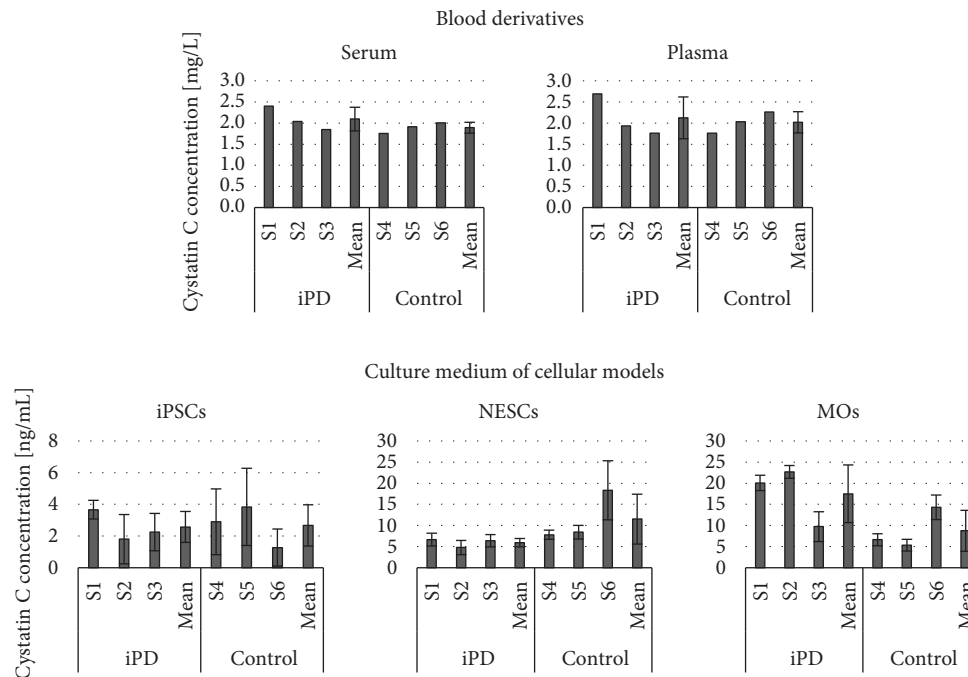 Blood derivatives
Serum
Plasma
Cystatin C concentration [mg/L]
3.0
2.5
2.0
1.5
1.0
0.5
0.0
S1 S2 S3 Mean S4 S5 S6 Mean
iPD Control
3.0
2.5
2.0
1.5
1.0
0.5
0.0
S1 S2 S3 Mean S4 S5 S6 Mean
iPD Control
Culture medium of cellular models
iPSCs
NESCs
MOs
Cystatin C concentration [ng/mL]
8
6
4
2
0
S1 S2 S3 Mean S4 S5 S6 Mean
iPD Control
30
25
20
15
10
5
0
S1 S2 S3 Mean S4 S5 S6 Mean
iPD Control
30
25
20
15
10
5
0
S1 S2 S3 Mean S4 S5 S6 Mean
iPD Control